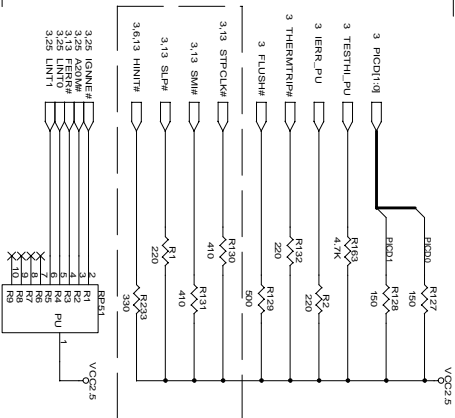 VCC2.5
PICD0 R127
150
3 PICD[1:0]
PICD1 R128
150
3 TESTHI_PU R163
4.7K
3 IERR_PU R2
220
3 THERMTRIP# R132
220
3 FLUSH# R129
500
3,13 STPCLK# R130
410
3,13 SMI# R131
410
3,13 SLP# R1
220
3,6,13 HINIT# R233
330
VCC2.5
RP51
3,25 IGNNE# 2 R1
3,25 A20M# 3 R2
3,13 FERR# 4 R3
3,25 LINT0 5 R4
3,25 LINT1 6 R5
PU 1
7 R6
8 R7
9 R8
10 R9